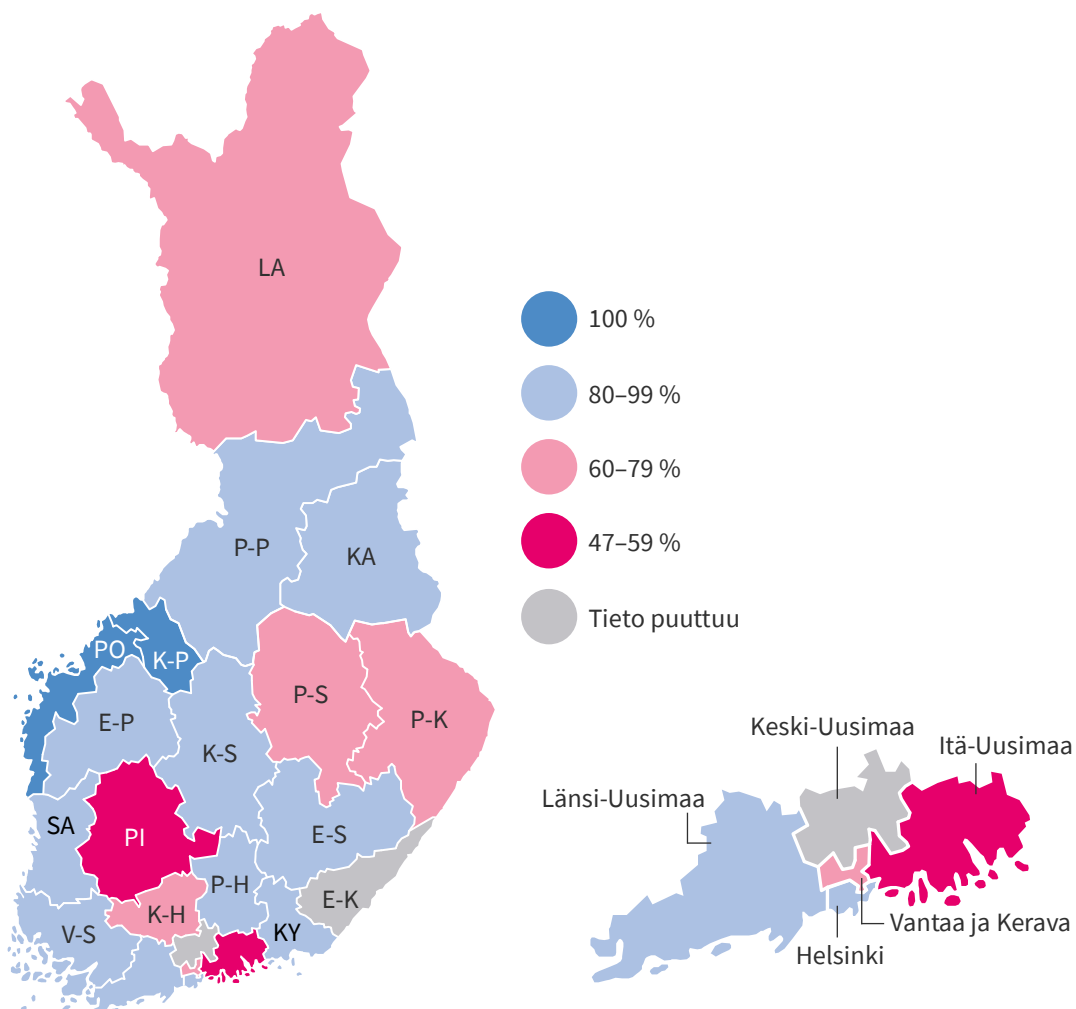 LA
100 %
80–99 %
60–79 %
47–59 %
Tieto puuttuu
P-P
KA
PO
K-P
E-P
K-S
P-S
P-K
SA
PI
E-S
P-H
E-K
K-H
V-S
KY
Keski-Uusimaa
Itä-Uusimaa
Länsi-Uusimaa
Vantaa ja Kerava
Helsinki